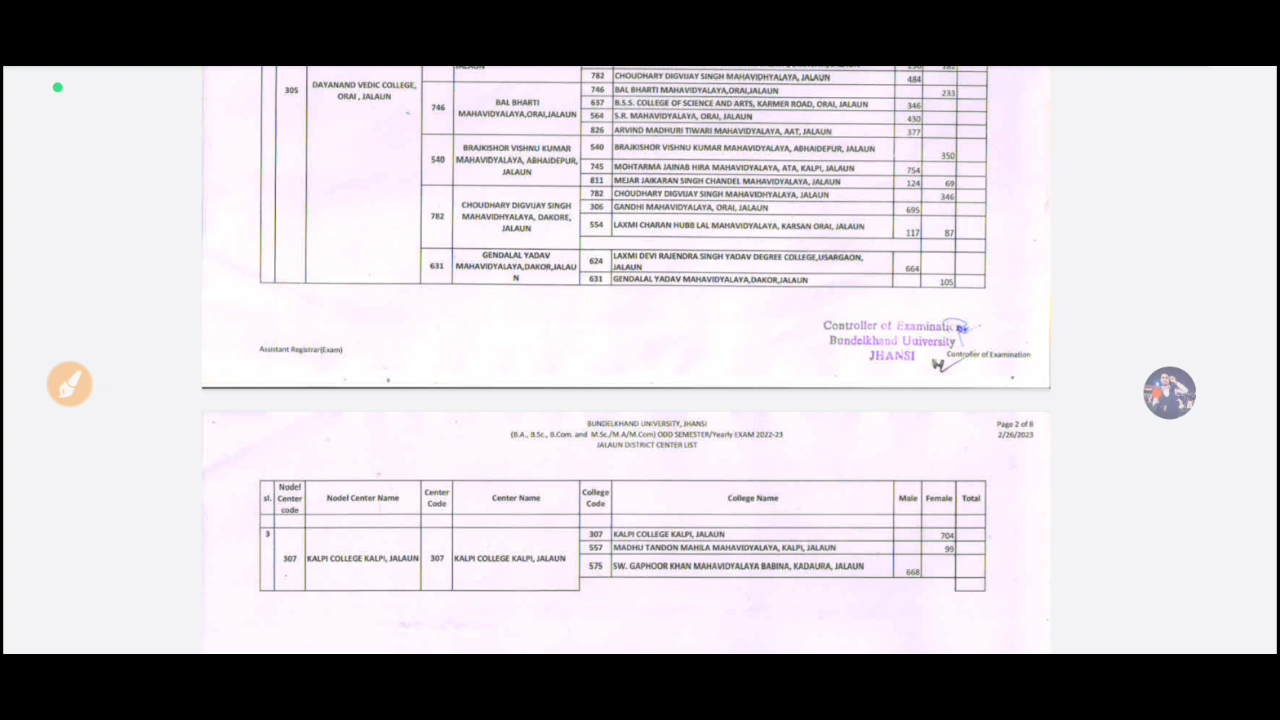 782 CHOUDHARY DIGVIJAY SINGH MAHAVIDHYALAYA, JALAUN 484
305 DAYANAND VEDIC COLLEGE, ORAI , JALAUN
746 BAL BHARTI MAHAVIDYALAYA,ORAI,JALAUN
746 BAL BHARTI MAHAVIDYALAYA,ORAI,JALAUN 233
637 B.S.S. COLLEGE OF SCIENCE AND ARTS, KARMER ROAD, ORAI, JALAUN 346
564 S.R. MAHAVIDYALAYA, ORAI, JALAUN 430
826 ARVIND MADHURI TIWARI MAHAVIDYALAYA, AAT, JALAUN 377
540 BRAJKISHOR VISHNU KUMAR MAHAVIDYALAYA, ABHAIDEPUR, JALAUN
540 BRAJKISHOR VISHNU KUMAR MAHAVIDYALAYA, ABHAIDEPUR, JALAUN 350
745 MOHTARMA JAINAB HIRA MAHAVIDYALAYA, ATA, KALPI, JALAUN 754
811 MEJAR JAIKARAN SINGH CHANDEL MAHAVIDYALAYA, JALAUN 124 69
782 CHOUDHARY DIGVIJAY SINGH MAHAVIDHYALAYA, DAKORE, JALAUN
782 CHOUDHARY DIGVIJAY SINGH MAHAVIDHYALAYA, JALAUN 346
306 GANDHI MAHAVIDYALAYA, ORAI, JALAUN 695
554 LAXMI CHARAN HUBB LAL MAHAVIDYALAYA, KARSAN ORAI, JALAUN 117 87
631 GENDALAL YADAV MAHAVIDYALAYA,DAKOR,JALAUN
624 LAXMI DEVI RAJENDRA SINGH YADAV DEGREE COLLEGE,USARGAON, JALAUN 664
631 GENDALAL YADAV MAHAVIDYALAYA,DAKOR,JALAUN 105
Controller of Examination
Bundelkhand University
JHANSI
Assistant Registrar(Exam)
Controller of Examination
BUNDELKHAND UNIVERSITY, JHANSI
(B.A., B.Sc., B.Com. and M.Sc./M.A/M.Com) ODD SEMESTER/Yearly EXAM 2022-23
JALAUN DISTRICT CENTER LIST
Page 2 of 8
2/26/2023
sl. Nodel Center code Nodel Center Name Center Code Center Name College Code College Name Male Female Total
3
307 KALPI COLLEGE KALPI, JALAUN 307 KALPI COLLEGE KALPI, JALAUN
307 KALPI COLLEGE KALPI, JALAUN 704
557 MADHU TANDON MAHILA MAHAVIDYALAYA, KALPI, JALAUN 99
575 SW. GAPHOOR KHAN MAHAVIDYALAYA BABINA, KADAURA, JALAUN 668